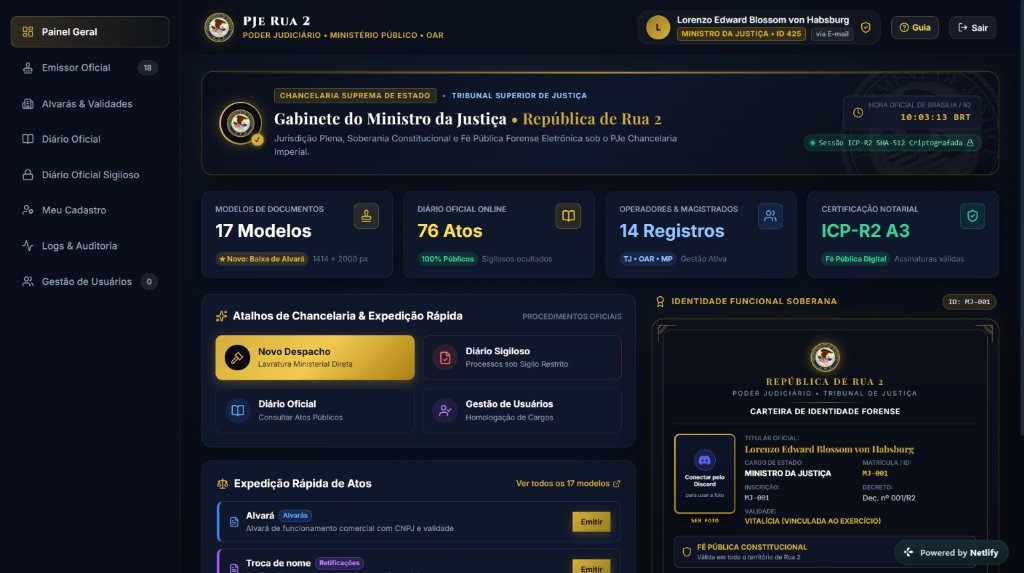 Painel Geral
Emissor Oficial
18
Alvarás & Validades
Diário Oficial
Diário Oficial Sigiloso
Meu Cadastro
Logs & Auditoria
Gestão de Usuários
0
PJe Rua 2
PODER JUDICIÁRIO • MINISTÉRIO PÚBLICO • OAR
L
Lorenzo Edward Blossom von Habsburg
MINISTRO DA JUSTIÇA • ID 425
via E-mail
Guia
Sair
CHANCELARIA SUPREMA DE ESTADO • TRIBUNAL SUPERIOR DE JUSTIÇA
Gabinete do Ministro da Justiça • República de Rua 2
Jurisdição Plena, Soberania Constitucional e Fé Pública Forense Eletrônica sob o PJe Chancelaria
Imperial.
HORA OFICIAL DE BRASÍLIA / R2
10:03:13 BRT
Sessão ICP-R2 SHA-512 Criptografada
MODELOS DE DOCUMENTOS
17 Modelos
Novo: Baixa de Alvará 1414 × 2000 px
DIÁRIO OFICIAL ONLINE
76 Atos
100% Públicos Sigilosos ocultados
OPERADORES & MAGISTRADOS
14 Registros
TJ • OAR • MP Gestão Ativa
CERTIFICAÇÃO NOTARIAL
ICP-R2 A3
Fé Pública Digital Assinaturas válidas
Atalhos de Chancelaria & Expedição Rápida
PROCEDIMENTOS OFICIAIS
Novo Despacho
Lavratura Ministerial Direta
Diário Sigiloso
Processos sob Sigilo Restrito
Diário Oficial
Consultar Atos Públicos
Gestão de Usuários
Homologação de Cargos
Expedição Rápida de Atos
Ver todos os 17 modelos
Alvará Alvarás
Alvará de funcionamento comercial com CNPJ e validade
Emitir
Troca de nome Retificações
Emitir
IDENTIDADE FUNCIONAL SOBERANA
ID: MJ-001
REPÚBLICA DE RUA 2
PODER JUDICIÁRIO • TRIBUNAL DE JUSTIÇA
CARTEIRA DE IDENTIDADE FORENSE
Conectar pelo
Discord
para usar a foto
SEM FOTO
TITULAR OFICIAL:
Lorenzo Edward Blossom von Habsburg
CARGO DE ESTADO:
MINISTRO DA JUSTIÇA
MATRÍCULA / ID:
MJ-001
INSCRIÇÃO:
MJ-001
DECRETO:
Dec. nº 001/R2
VALIDADE:
VITALÍCIA (VINCULADA AO EXERCÍCIO)
FÉ PÚBLICA CONSTITUCIONAL
Válida em todo o território de Rua 2
Powered by Netlify